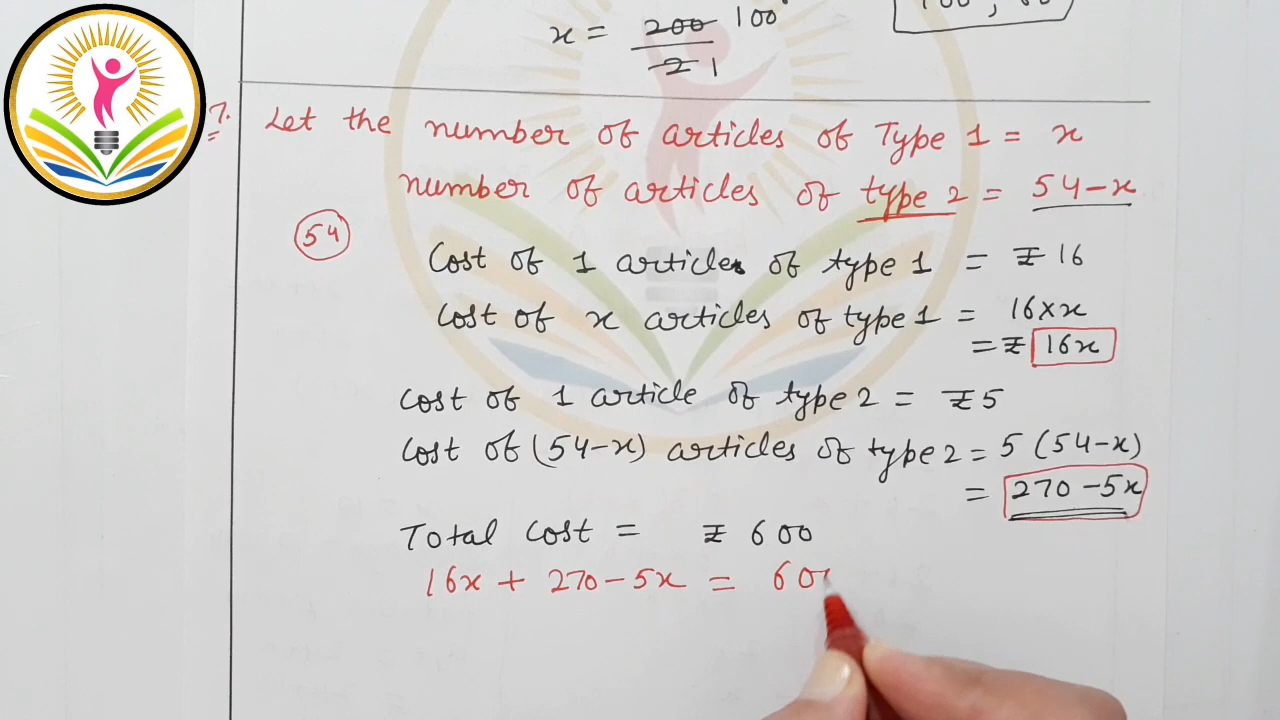 x = 200 100
2 1
7. Let the number of articles of Type 1 = x
number of articles of type 2 = 54-x
54
Cost of 1 article of type 1 = ₹ 16
Cost of x articles of type 1 = 16×x
= ₹ 16x
Cost of 1 article of type 2 = ₹ 5
Cost of (54-x) articles of type 2 = 5 (54-x)
= 270-5x
Total cost = ₹ 600
16x + 270-5x = 600